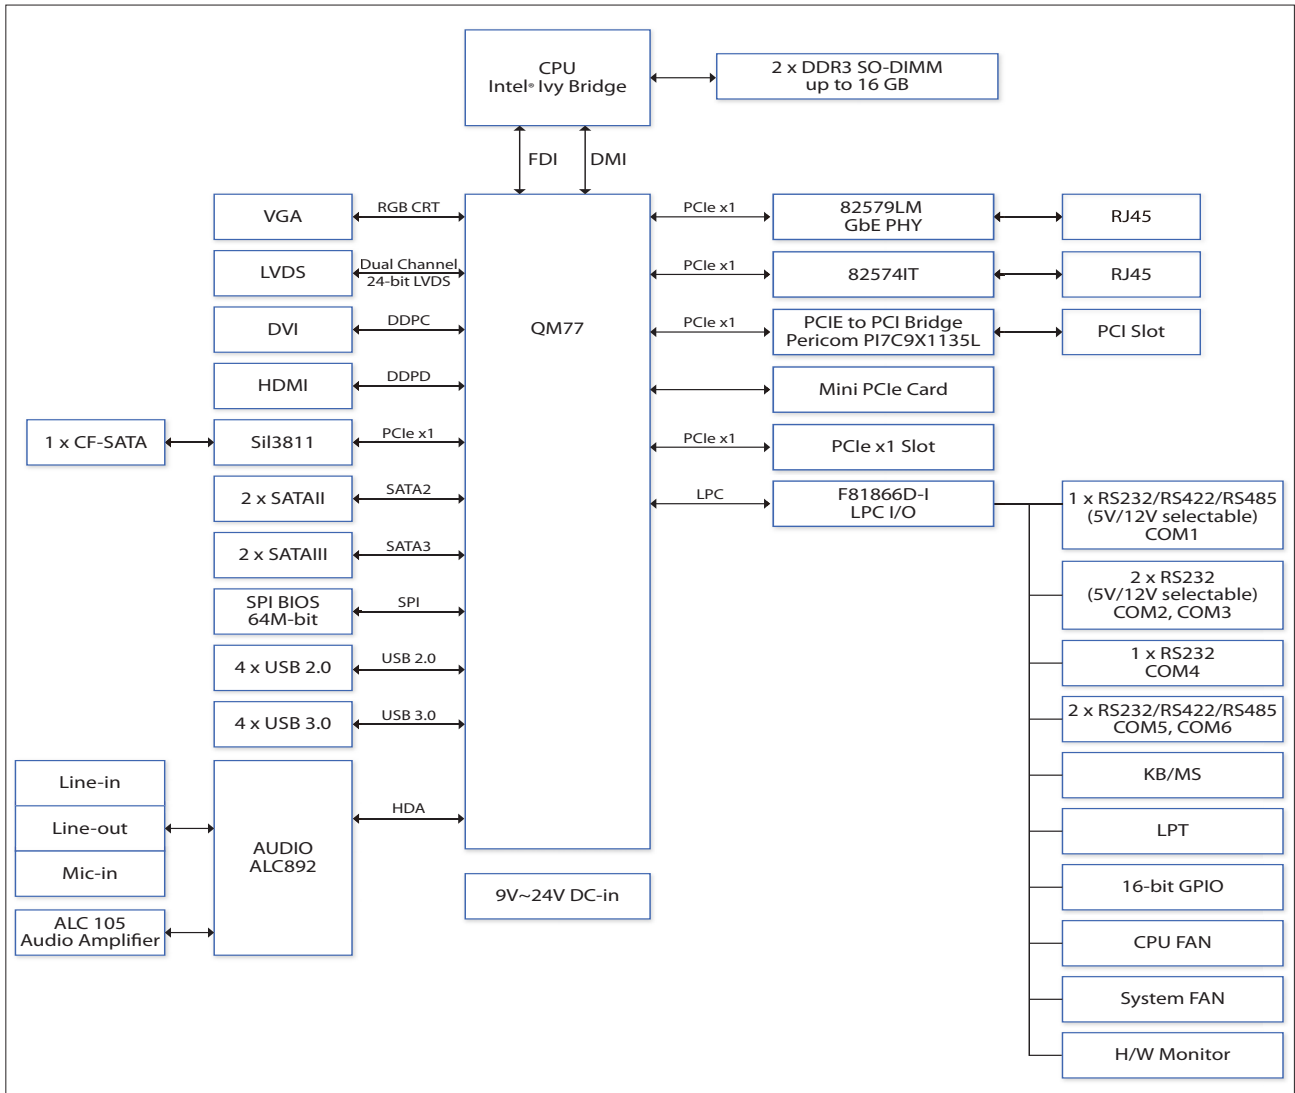 CPU
Intel® Ivy Bridge
2 x DDR3 SO-DIMM
up to 16 GB
FDI
DMI
VGA
RGB CRT
LVDS
Dual Channel
24-bit LVDS
DVI
DDPC
HDMI
DDPD
1 x CF-SATA
SiI3811
PCIe x1
2 x SATAII
SATA2
2 x SATAIII
SATA3
SPI BIOS
64M-bit
SPI
4 x USB 2.0
USB 2.0
4 x USB 3.0
USB 3.0
Line-in
Line-out
Mic-in
ALC 105
Audio Amplifier
AUDIO
ALC892
HDA
QM77
9V~24V DC-in
PCIe x1
82579LM
GbE PHY
RJ45
PCIe x1
82574IT
RJ45
PCIe x1
PCIE to PCI Bridge
Pericom PI7C9X1135L
PCI Slot
Mini PCIe Card
PCIe x1
PCIe x1 Slot
LPC
F81866D-I
LPC I/O
1 x RS232/RS422/RS485
(5V/12V selectable)
COM1
2 x RS232
(5V/12V selectable)
COM2, COM3
1 x RS232
COM4
2 x RS232/RS422/RS485
COM5, COM6
KB/MS
LPT
16-bit GPIO
CPU FAN
System FAN
H/W Monitor